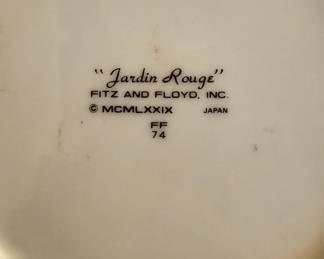 "Jardin Rouge"
FITZ AND FLOYD, INC.
© MCMLXXIX JAPAN
FF
74